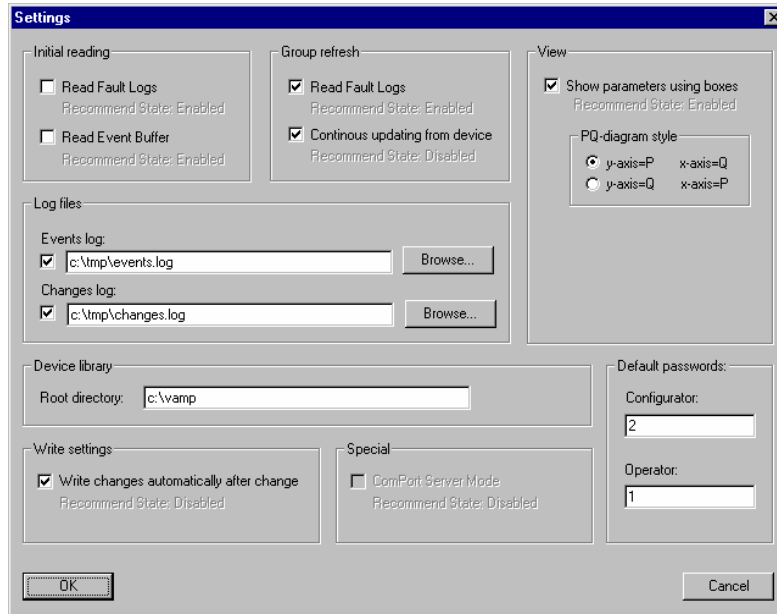 Settings
Initial reading
Read Fault Logs
Recommend State: Enabled
Read Event Buffer
Recommend State: Enabled
Group refresh
Read Fault Logs
Recommend State: Enabled
Continous updating from device
Recommend State: Disabled
View
Show parameters using boxes
Recommend State: Enabled
PQ-diagram style
y-axis=P x-axis=Q
y-axis=Q x-axis=P
Log files
Events log:
c:\tmp\events.log
Browse...
Changes log:
c:\tmp\changes.log
Browse...
Device library
Root directory: c:\vamp
Default passwords:
Configurator:
2
Operator:
1
Write settings
Write changes automatically after change
Recommend State: Disabled
Special
ComPort Server Mode
Recommend State: Disabled
OK
Cancel